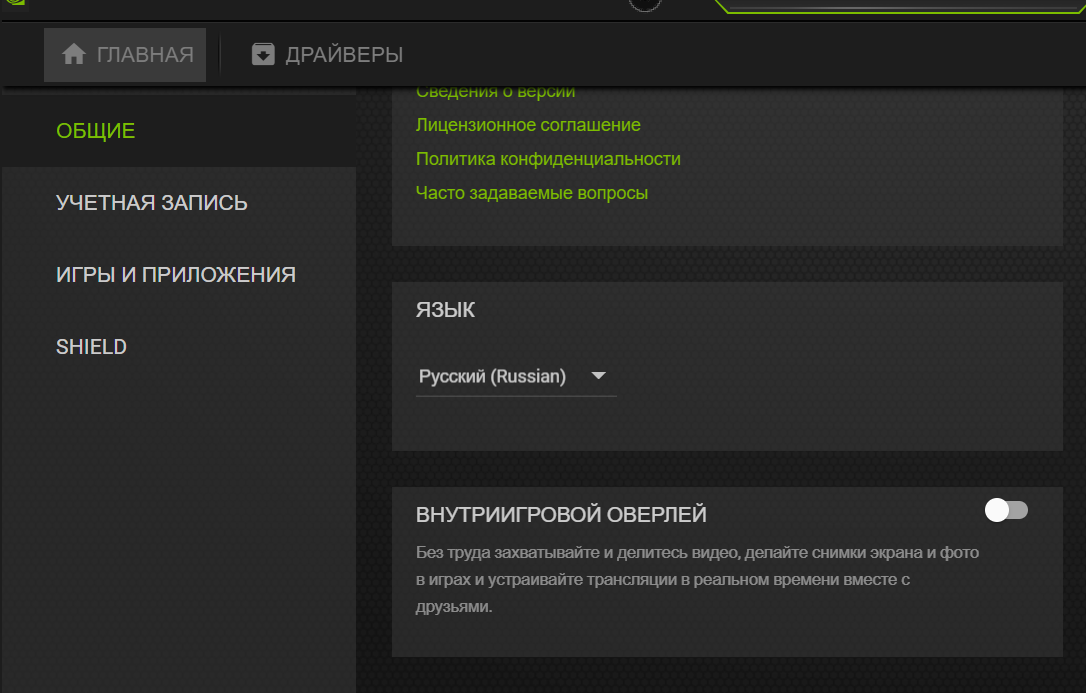 ГЛАВНАЯ
ДРАЙВЕРЫ
ОБЩИЕ
УЧЕТНАЯ ЗАПИСЬ
ИГРЫ И ПРИЛОЖЕНИЯ
SHIELD
Сведения о версии
Лицензионное соглашение
Политика конфиденциальности
Часто задаваемые вопросы
ЯЗЫК
Русский (Russian)
ВНУТРИИГРОВОЙ ОВЕРЛЕЙ
Без труда захватывайте и делитесь видео, делайте снимки экрана и фото
в играх и устраивайте трансляции в реальном времени вместе с
друзьями.